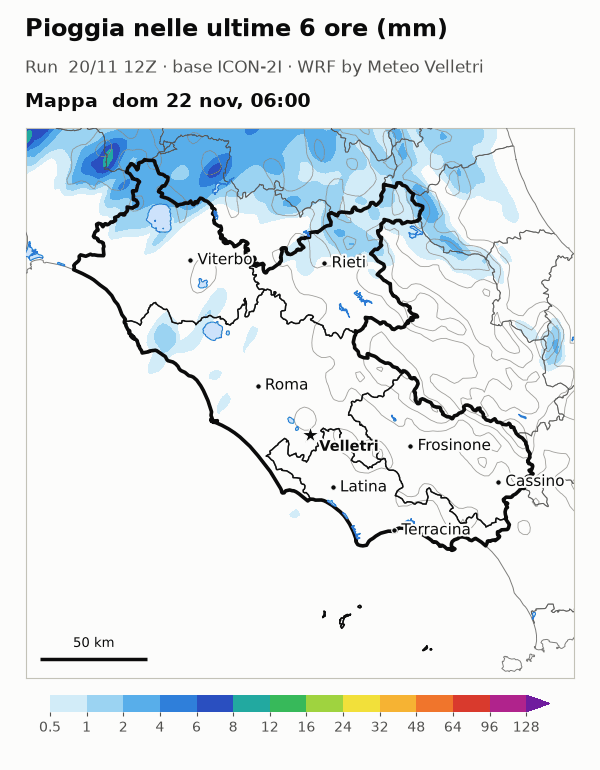 Pioggia nelle ultime 6 ore (mm)
Run  20/11 12Z · base ICON-2I · WRF by Meteo Velletri
Mappa  dom 22 nov, 06:00
Viterbo
Rieti
Roma
Velletri
Frosinone
Cassino
Latina
Terracina
50 km
0.5 1 2 4 6 8 12 16 24 32 48 64 96 128